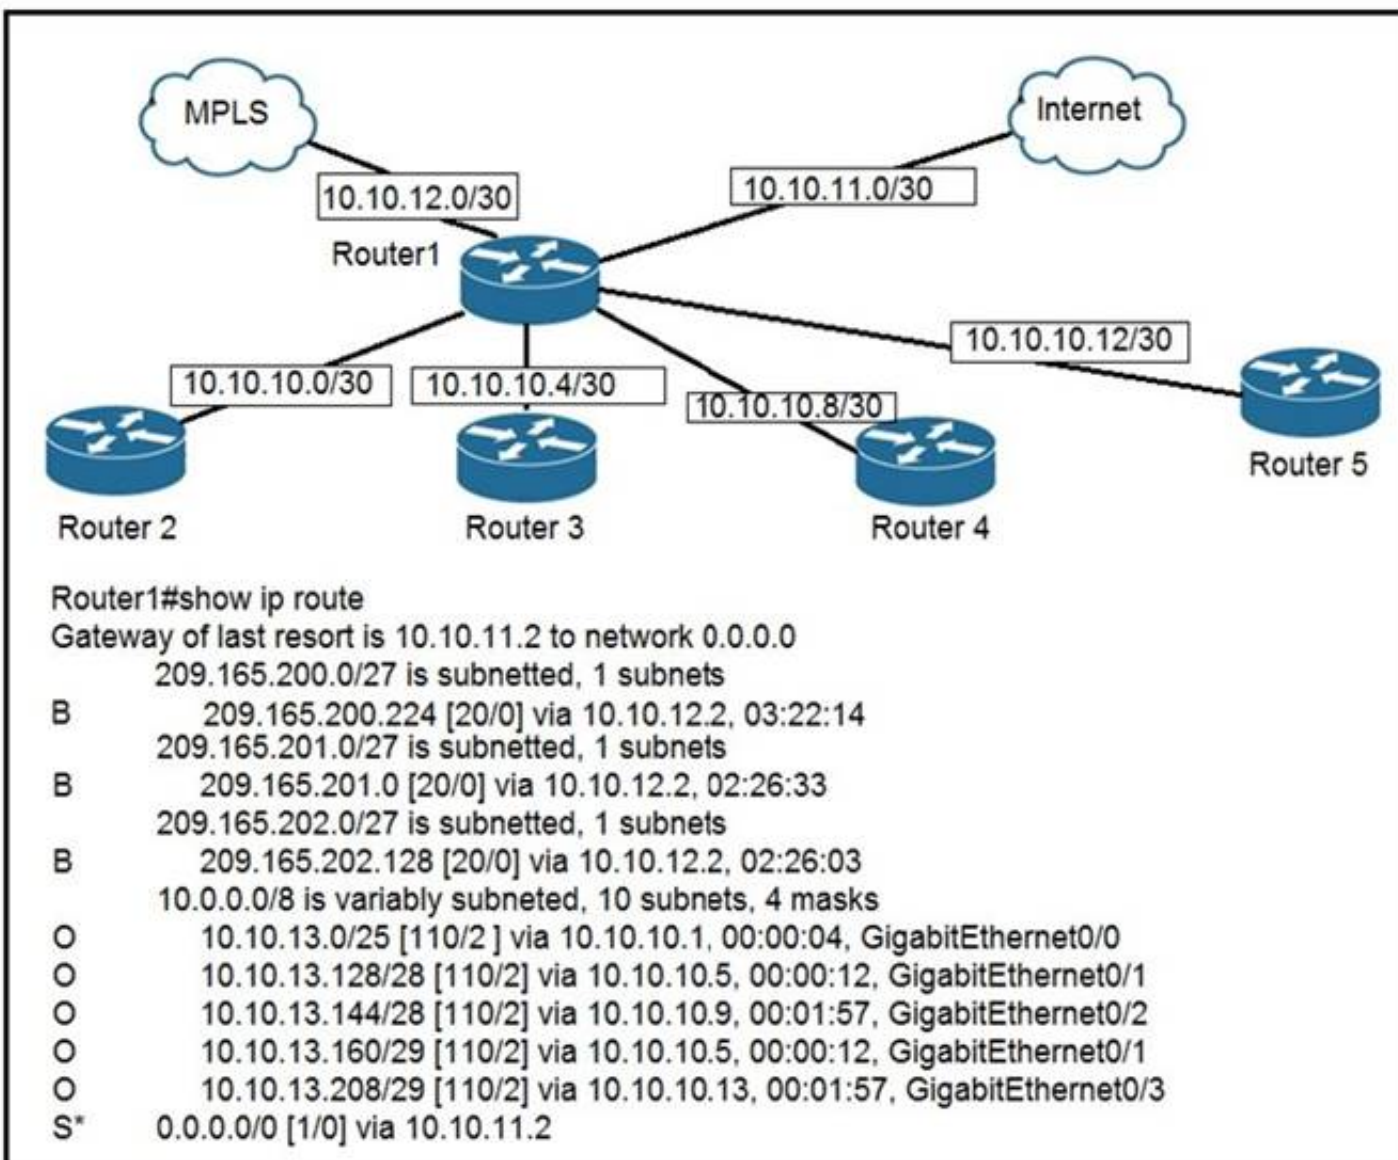 MPLS
Internet
10.10.12.0/30
10.10.11.0/30
Router1
10.10.10.12/30
10.10.10.0/30
10.10.10.4/30
10.10.10.8/30
Router 5
Router 2
Router 3
Router 4
Router1#show ip route
Gateway of last resort is 10.10.11.2 to network 0.0.0.0
209.165.200.0/27 is subnetted, 1 subnets
B 209.165.200.224 [20/0] via 10.10.12.2, 03:22:14
209.165.201.0/27 is subnetted, 1 subnets
B 209.165.201.0 [20/0] via 10.10.12.2, 02:26:33
209.165.202.0/27 is subnetted, 1 subnets
B 209.165.202.128 [20/0] via 10.10.12.2, 02:26:03
10.0.0.0/8 is variably subneted, 10 subnets, 4 masks
O 10.10.13.0/25 [110/2 ] via 10.10.10.1, 00:00:04, GigabitEthernet0/0
O 10.10.13.128/28 [110/2] via 10.10.10.5, 00:00:12, GigabitEthernet0/1
O 10.10.13.144/28 [110/2] via 10.10.10.9, 00:01:57, GigabitEthernet0/2
O 10.10.13.160/29 [110/2] via 10.10.10.5, 00:00:12, GigabitEthernet0/1
O 10.10.13.208/29 [110/2] via 10.10.10.13, 00:01:57, GigabitEthernet0/3
S* 0.0.0.0/0 [1/0] via 10.10.11.2